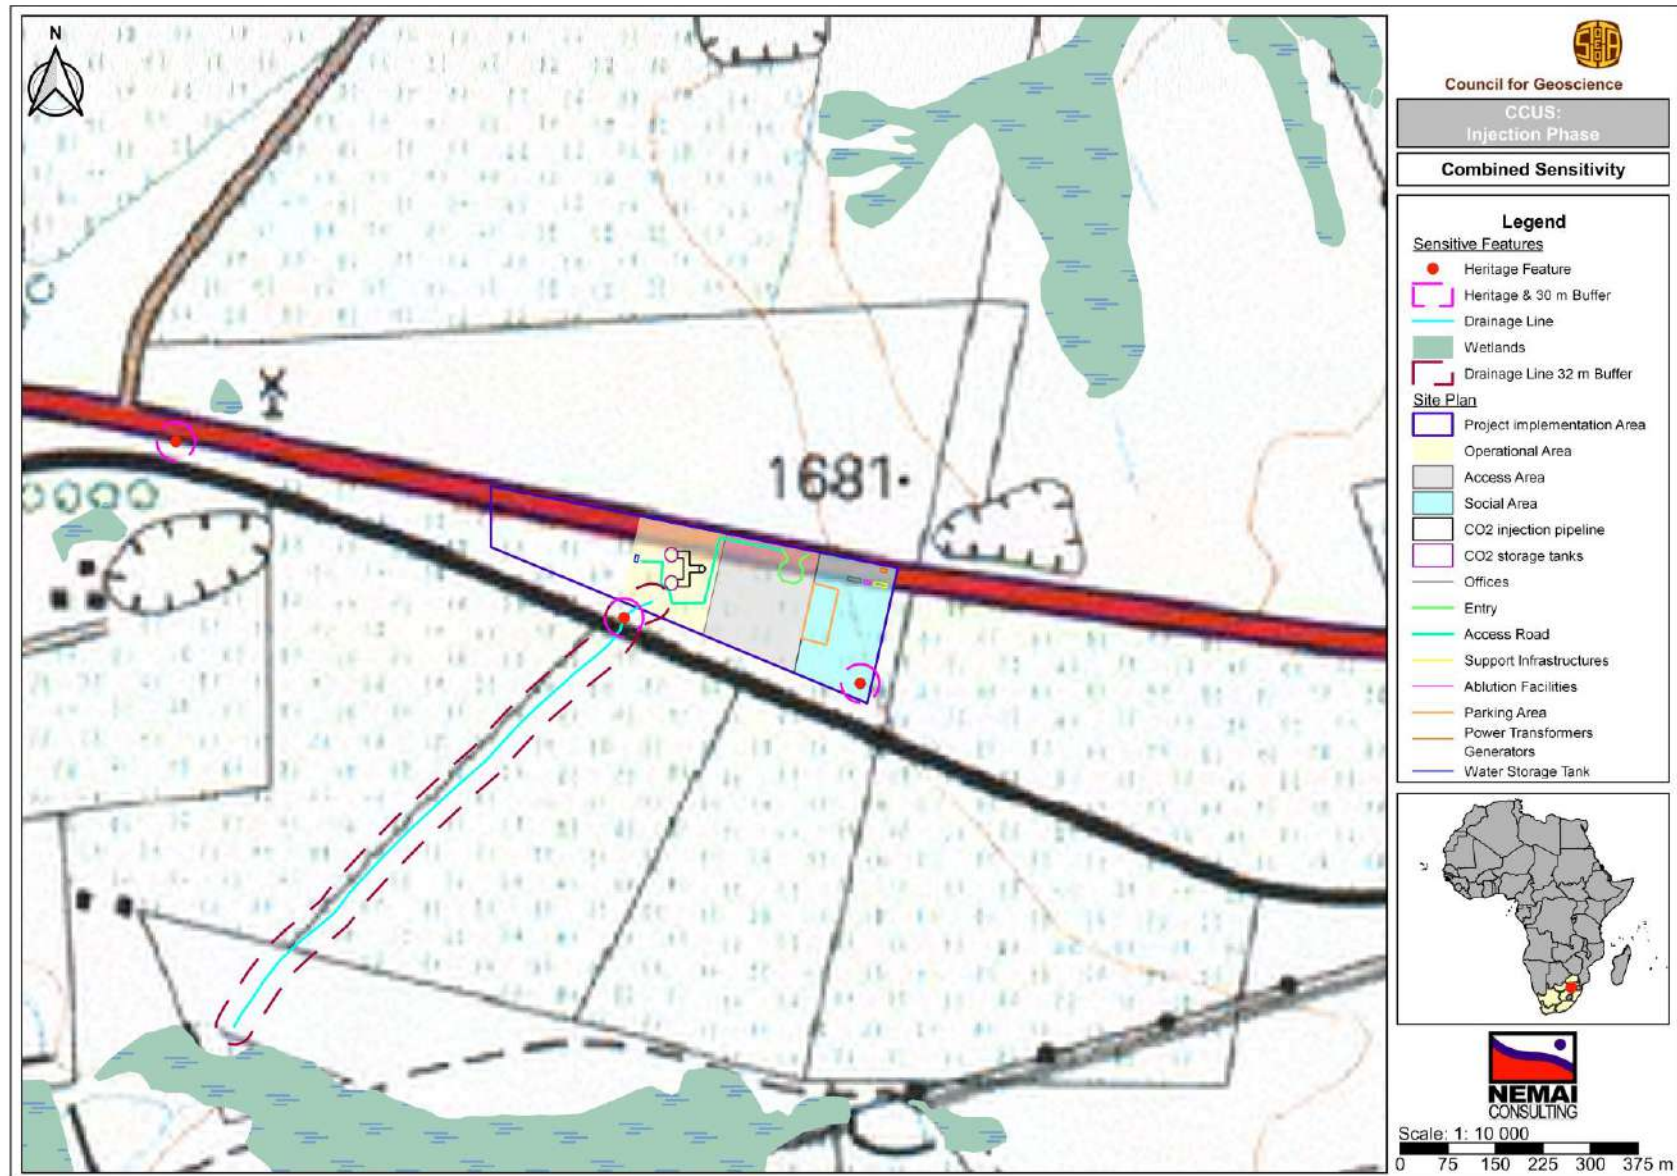 N
1681
Council for Geoscience
CCUS:
Injection Phase
Combined Sensitivity
Legend
Sensitive Features
Heritage Feature
Heritage & 30 m Buffer
Drainage Line
Wetlands
Drainage Line 32 m Buffer
Site Plan
Project implementation Area
Operational Area
Access Area
Social Area
CO2 injection pipeline
CO2 storage tanks
Offices
Entry
Access Road
Support Infrastructures
Ablution Facilities
Parking Area
Power Transformers
Generators
Water Storage Tank
NEMAI
CONSULTING
Scale: 1: 10 000
0 75 150 225 300 375 m